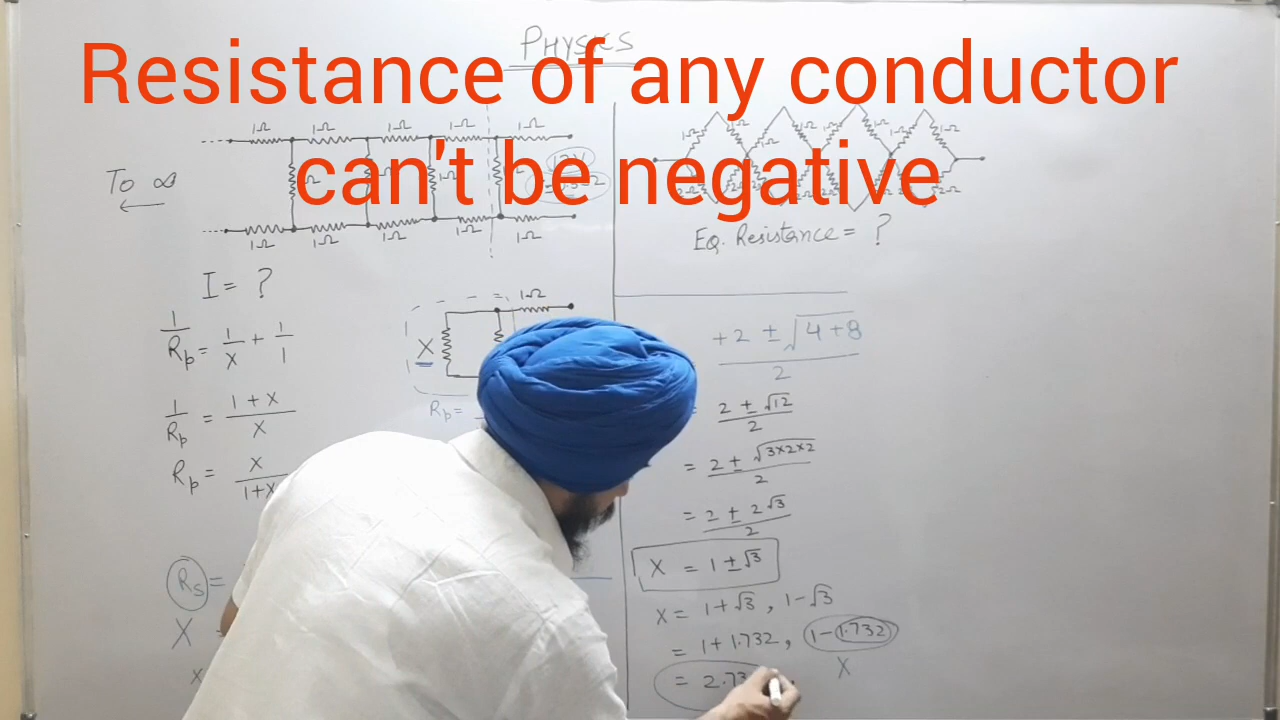 PHYSICS
Resistance of any conductor
can't be negative
1Ω 1Ω 1Ω 1Ω 1Ω
To ∞
12V
1Ω 1Ω 1Ω 1Ω 1Ω
I = ?
1/Rp = 1/x + 1/1
1/Rp = 1+x/x
Rp = x/1+x
Rs =
X
x
1Ω
X
Rp =
Eq. Resistance = ?
+2 ± √4+8 / 2
2 ± √12 / 2
= 2 ± √3×2×2 / 2
= 2 ± 2√3 / 2
X = 1 ± √3
X = 1+√3 , 1-√3
= 1+1.732 , 1-1.732
X
= 2.73